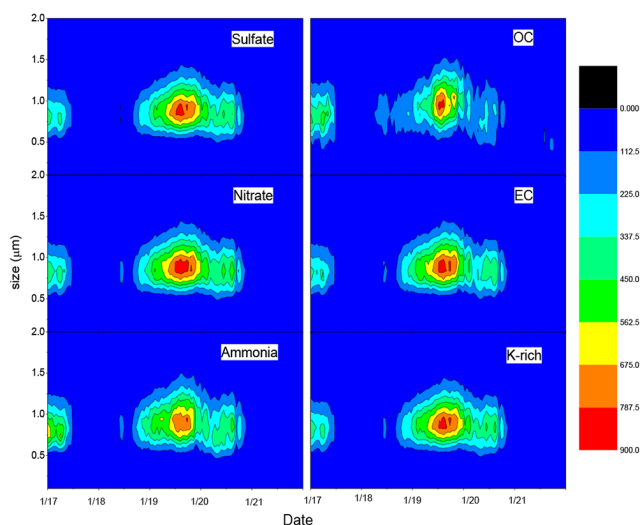 2.0
Sulfate
OC
1.5
1.0
0.5
2.0
Nitrate
EC
1.5
1.0
0.5
size (μm)
2.0
Ammonia
K-rich
1.5
1.0
0.5
1/17 1/18 1/19 1/20 1/21 1/17 1/18 1/19 1/20 1/21
Date
0.000
112.5
225.0
337.5
450.0
562.5
675.0
787.5
900.0